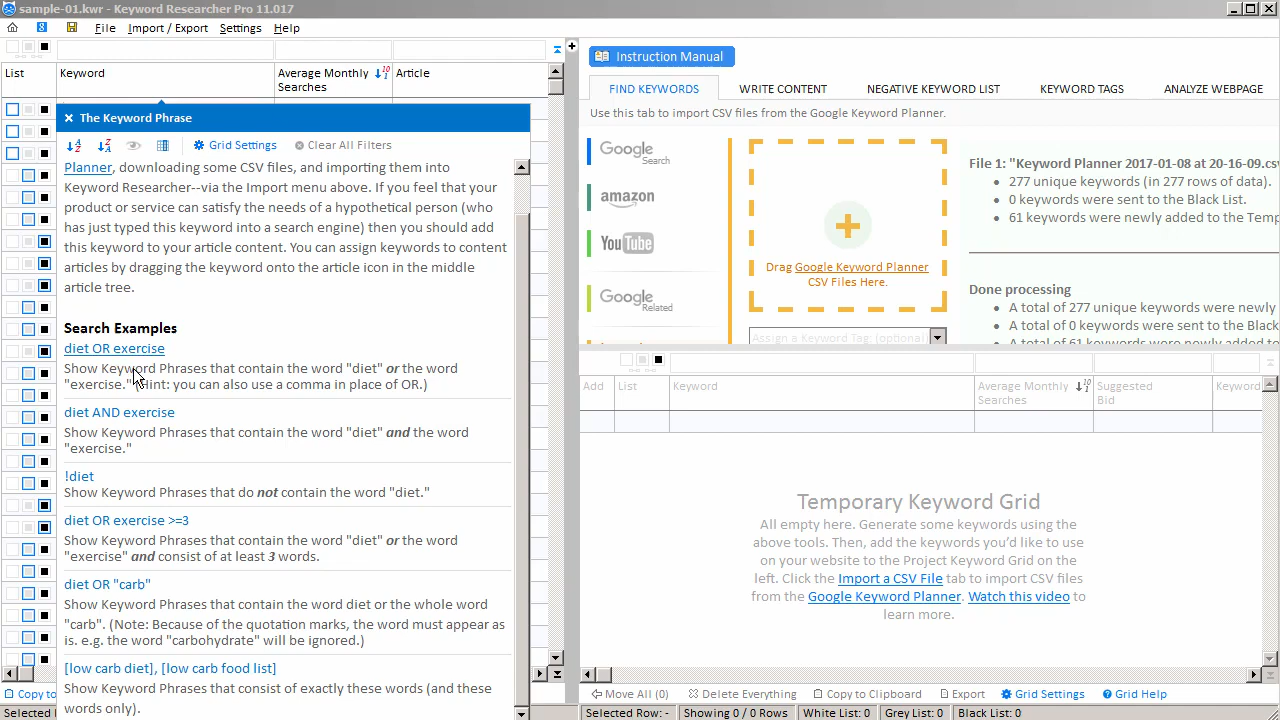 sample-01.kwr - Keyword Researcher Pro 11.017
File Import / Export Settings Help
List Keyword Average Monthly Searches Article
The Keyword Phrase
Grid Settings Clear All Filters
Planner, downloading some CSV files, and importing them into
Keyword Researcher--via the Import menu above. If you feel that your
product or service can satisfy the needs of a hypothetical person (who
has just typed this keyword into a search engine) then you should add
this keyword to your article content. You can assign keywords to content
articles by dragging the keyword onto the article icon in the middle
article tree.
Search Examples
diet OR exercise
Show Keyword Phrases that contain the word "diet" or the word
"exercise." int: you can also use a comma in place of OR.)
diet AND exercise
Show Keyword Phrases that contain the word "diet" and the word
"exercise."
!diet
Show Keyword Phrases that do not contain the word "diet."
diet OR exercise >=3
Show Keyword Phrases that contain the word "diet" or the word
"exercise" and consist of at least 3 words.
diet OR "carb"
Show Keyword Phrases that contain the word diet or the whole word
"carb". (Note: Because of the quotation marks, the word must appear as
is. e.g. the word "carbohydrate" will be ignored.)
[low carb diet], [low carb food list]
Show Keyword Phrases that consist of exactly these words (and these
words only).
Copy to
Selected
Instruction Manual
FIND KEYWORDS WRITE CONTENT NEGATIVE KEYWORD LIST KEYWORD TAGS ANALYZE WEBPAGE
Use this tab to import CSV files from the Google Keyword Planner.
Google Search
amazon
YouTube
Google Related
Drag Google Keyword Planner
CSV Files Here.
Assign a Keyword Tag: (optional)
File 1: "Keyword Planner 2017-01-08 at 20-16-09.cs
277 unique keywords (in 277 rows of data).
0 keywords were sent to the Black List.
61 keywords were newly added to the Temp
Done processing
A total of 277 unique keywords were newly
A total of 0 keywords were sent to the Black
A total of 61 keywords were newly added to
Add List Keyword Average Monthly Searches Suggested Bid Keyword
Temporary Keyword Grid
All empty here. Generate some keywords using the
above tools. Then, add the keywords you'd like to use
on your website to the Project Keyword Grid on the
left. Click the Import a CSV File tab to import CSV files
from the Google Keyword Planner. Watch this video to
learn more.
Move All (0) Delete Everything Copy to Clipboard Export Grid Settings Grid Help
Selected Row: - Showing 0 / 0 Rows White List: 0 Grey List: 0 Black List: 0